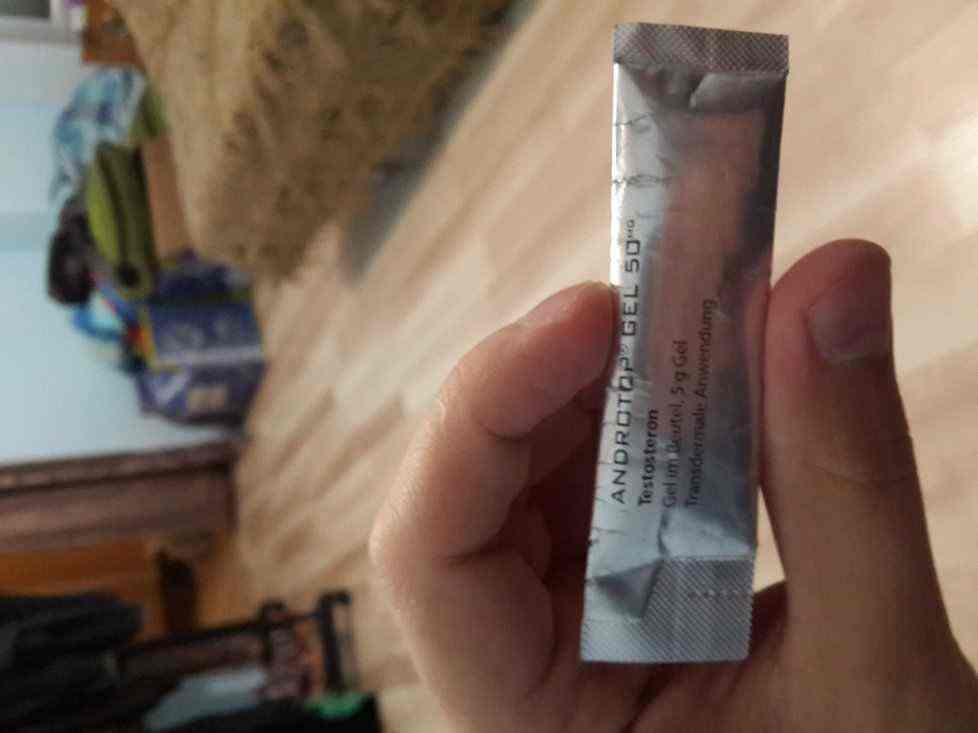 ANDROTOP® GEL 50MG
Testosteron
Gel im Beutel, 5 g Gel
Transdermale Anwendung